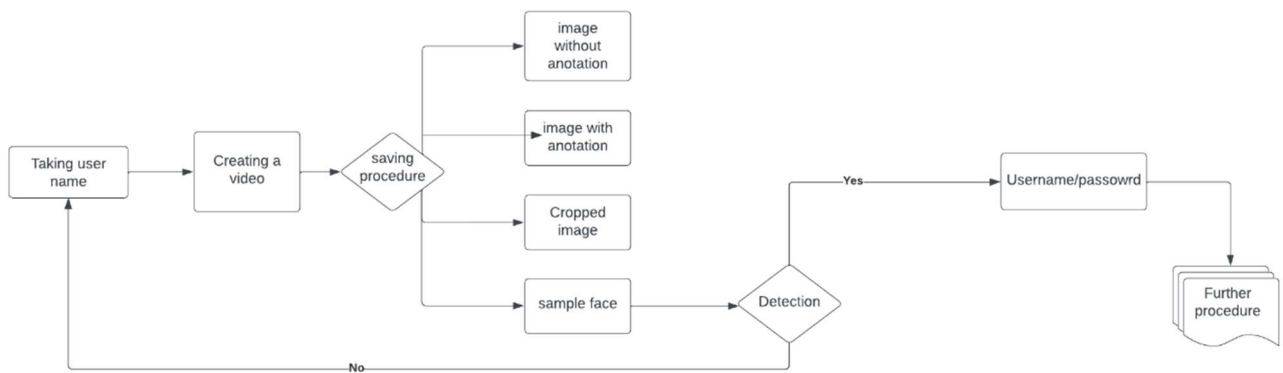 Taking user
name
Creating a
video
saving
procedure
image
without
anotation
image with
anotation
Cropped
image
sample face
Detection
Yes
No
Username/passowrd
Further
procedure